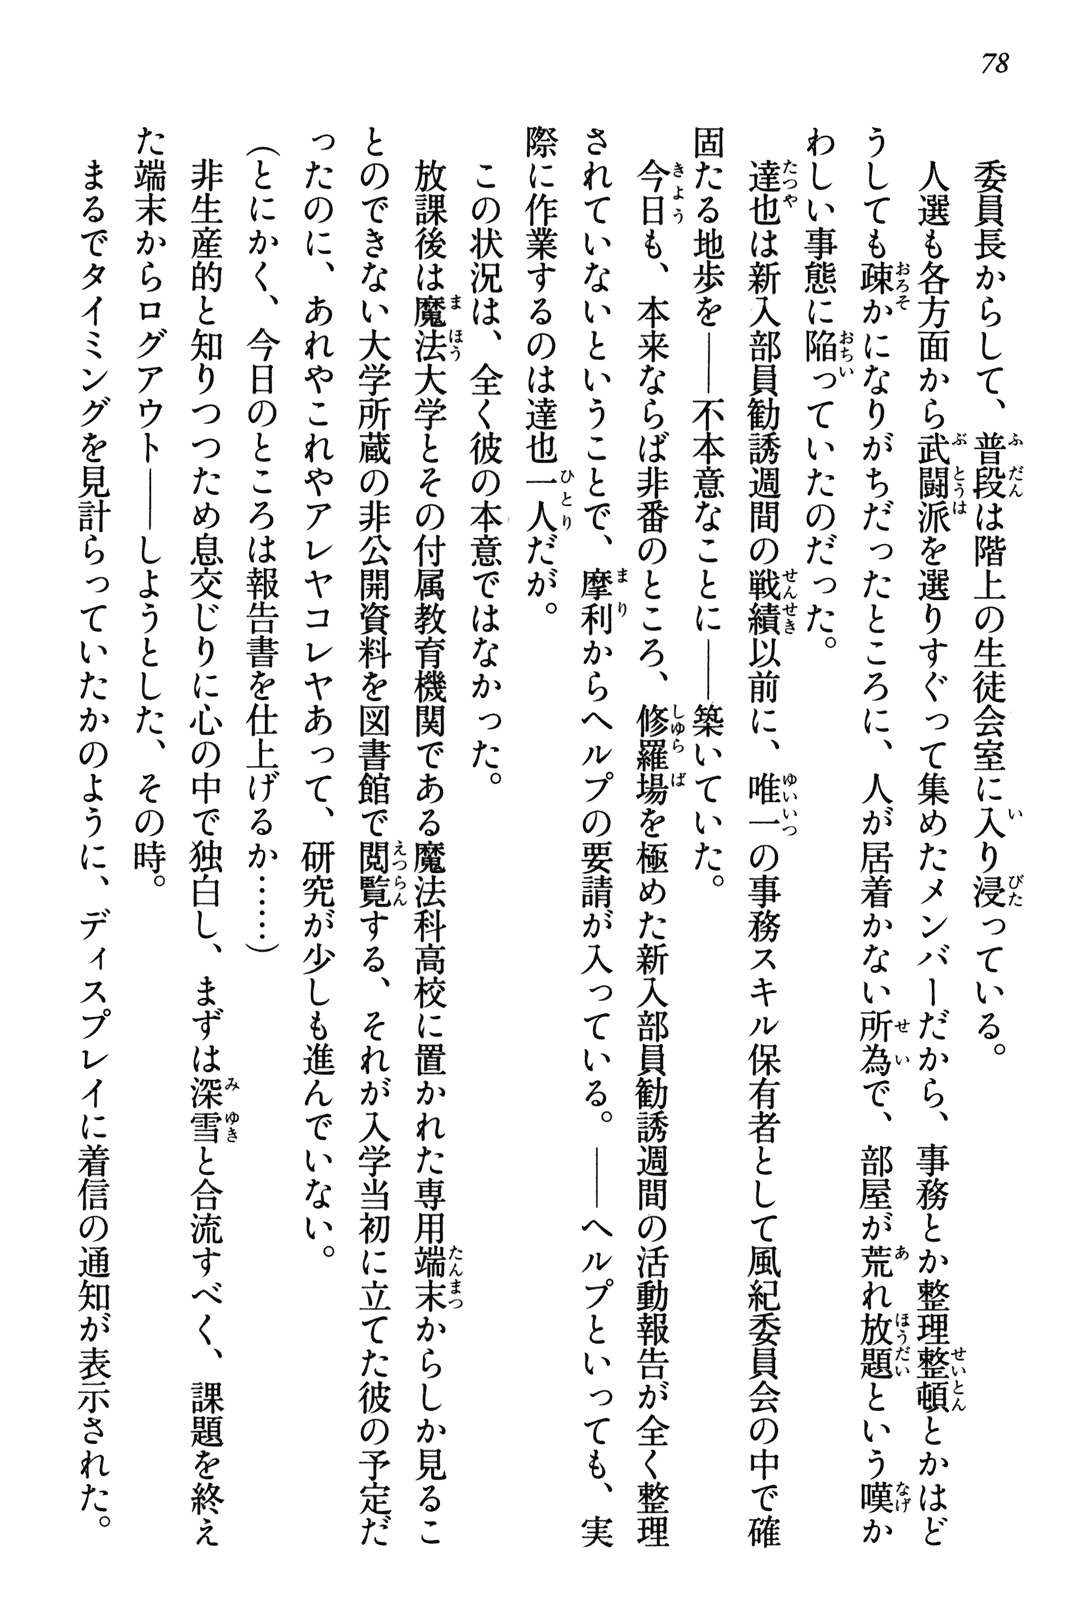 78
委員長からして、普段は階上の生徒会室に入り浸っている。
人選も各方面から武闘派を選りすぐって集めたメンバーだから、事務とか整理整頓とかはど
うしても疎かになりがちだったところに、人が居着かない所為で、部屋が荒れ放題という嘆か
わしい事態に陥っていたのだった。
達也は新入部員勧誘週間の戦績以前に、唯一の事務スキル保有者として風紀委員会の中で確
固たる地歩を――不本意なことに――築いていた。
今日も、本来ならば非番のところ、修羅場を極めた新入部員勧誘週間の活動報告が全く整理
されていないということで、摩利からヘルプの要請が入っている。――ヘルプといっても、実
際に作業するのは達也一人だが。
この状況は、全く彼の本意ではなかった。
放課後は魔法大学とその付属教育機関である魔法科高校に置かれた専用端末からしか見るこ
とのできない大学所蔵の非公開資料を図書館で閲覧する、それが入学当初に立てた彼の予定だ
ったのに、あれやこれやアレヤコレヤあって、研究が少しも進んでいない。
（とにかく、今日のところは報告書を仕上げるか……）
非生産的と知りつつため息交じりに心の中で独白し、まずは深雪と合流すべく、課題を終え
た端末からログアウト――しようとした、その時。
まるでタイミングを見計らっていたかのように、ディスプレイに着信の通知が表示された。